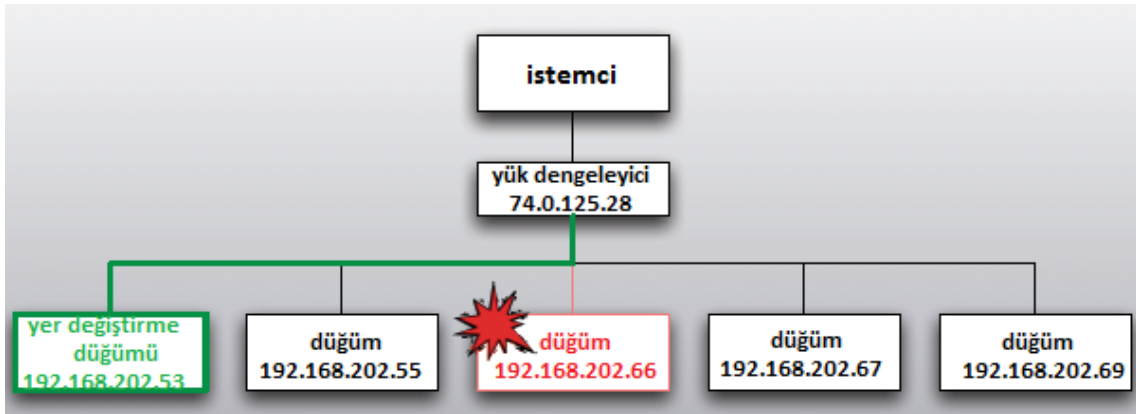 istemci
yük dengeleyici
74.0.125.28
yer değiştirme
düğümü
192.168.202.53
düğüm
192.168.202.55
düğüm
192.168.202.66
düğüm
192.168.202.67
düğüm
192.168.202.69